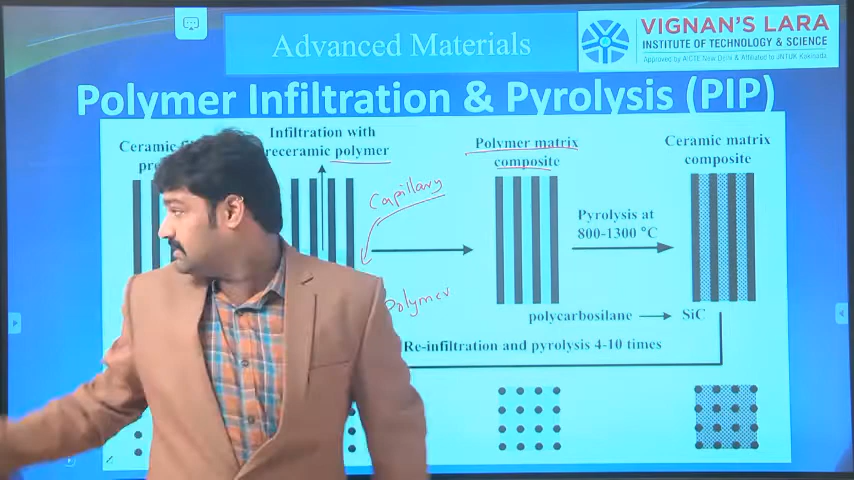 Advanced Materials
VIGNAN'S LARA
INSTITUTE OF TECHNOLOGY & SCIENCE
Approved by AICTE New Delhi & Affiliated to JNTUK Kakinada
Polymer Infiltration & Pyrolysis (PIP)
Ceramic
Infiltration with
receramic polymer
Polymer matrix
composite
Ceramic matrix
composite
Capillary
Pyrolysis at
800-1300 °C
Polymer
polycarbosilane
SiC
Re-infiltration and pyrolysis 4-10 times